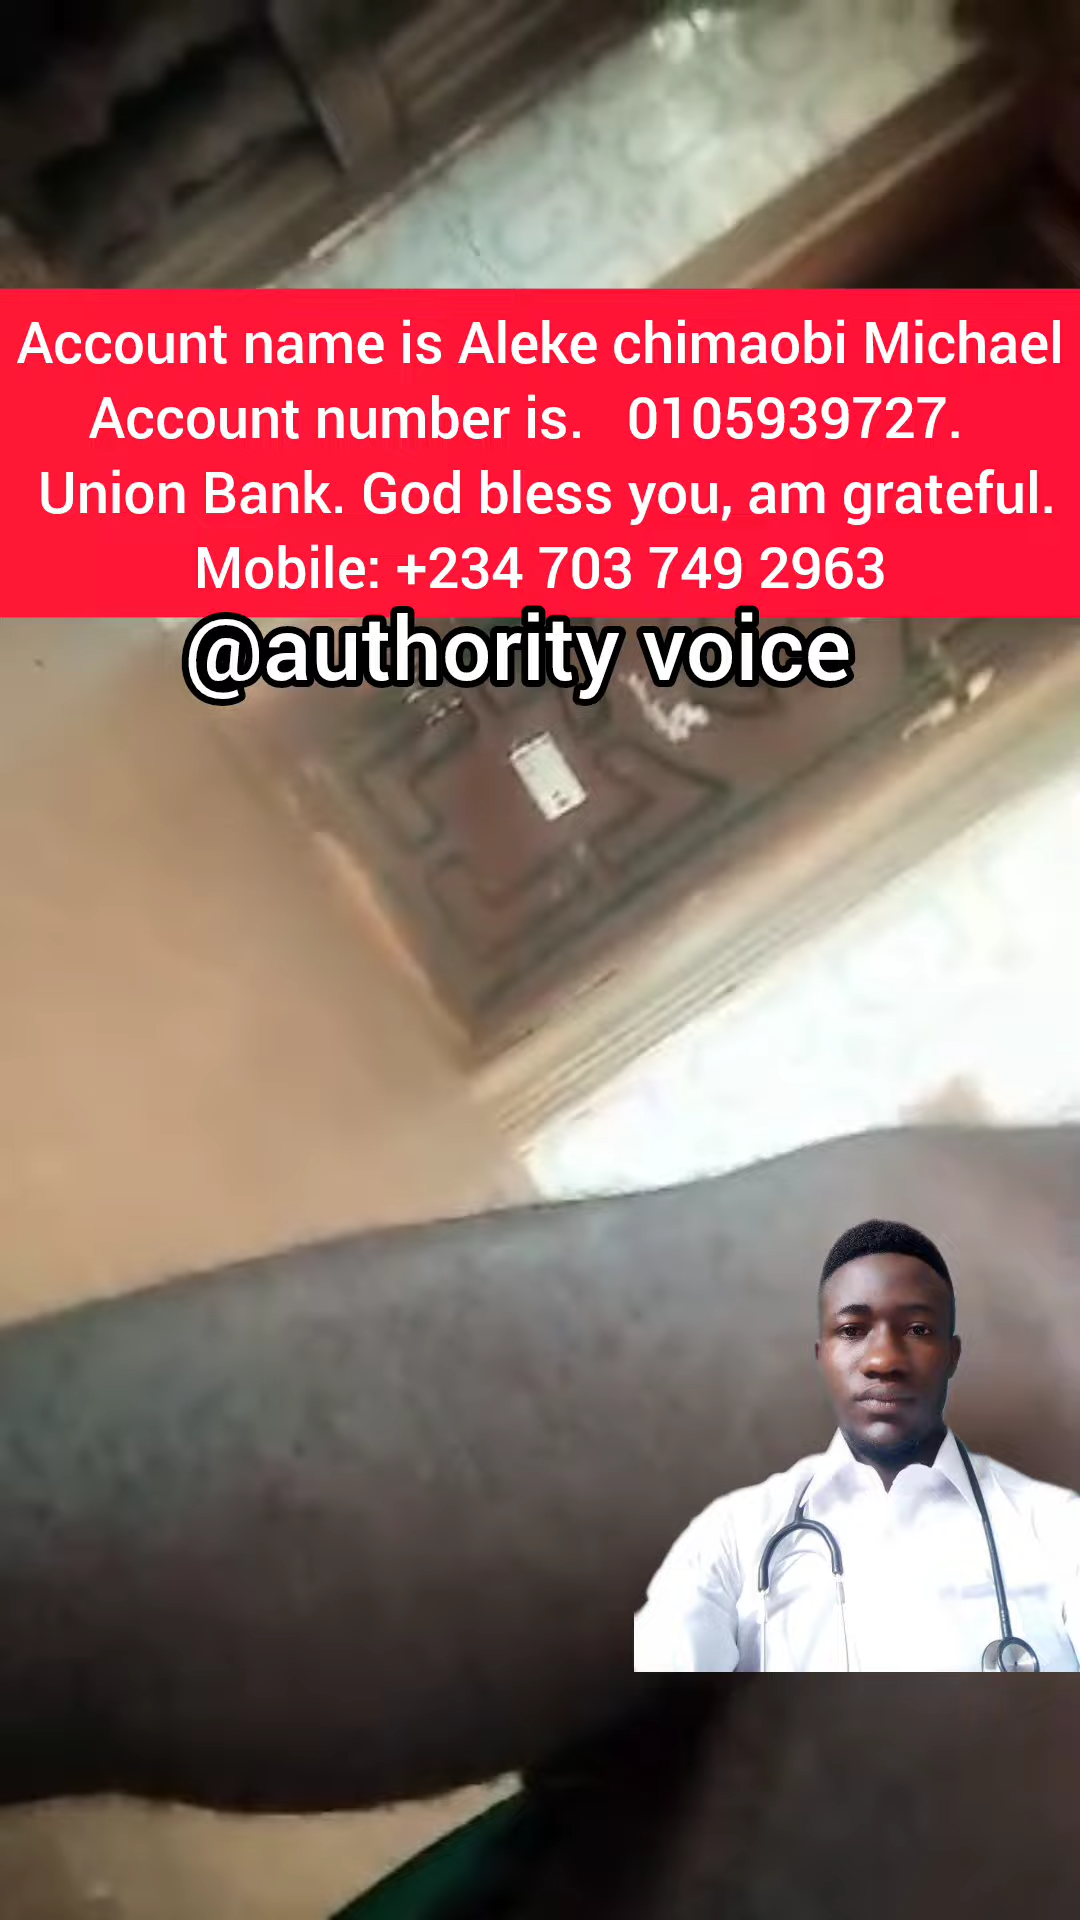 Account name is Aleke chimaobi Michael
Account number is. 0105939727.
Union Bank. God bless you, am grateful.
Mobile: +234 703 749 2963
@authority voice